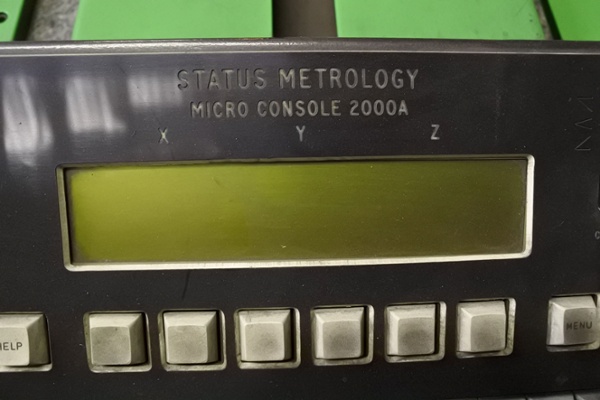 STATUS METROLOGY
MICRO CONSOLE 2000A
X Y Z
HELP
MENU